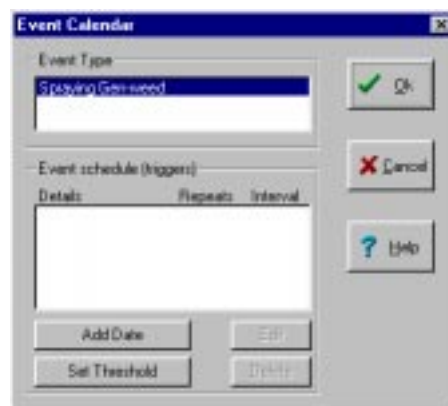 Event Calendar
Event Type
Spraying Gen-weed
Ok
Event schedule (triggers)
Details Repeats Interval
Cancel
Help
Add Date Edit
Set Threshold Delete